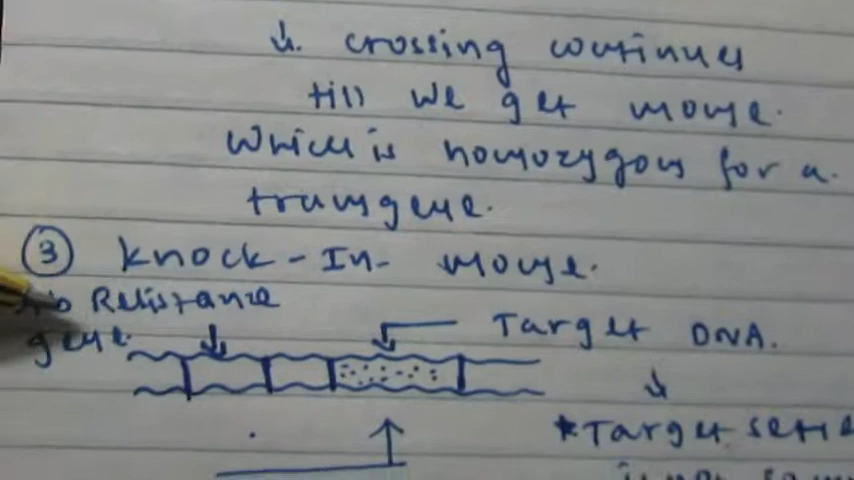 ↓. crossing continues
till we get mouse.
which is homozygous for a
transgene.
③ Knock-In- mouse.
Resistance
gene.
Target DNA.
↓
*Target